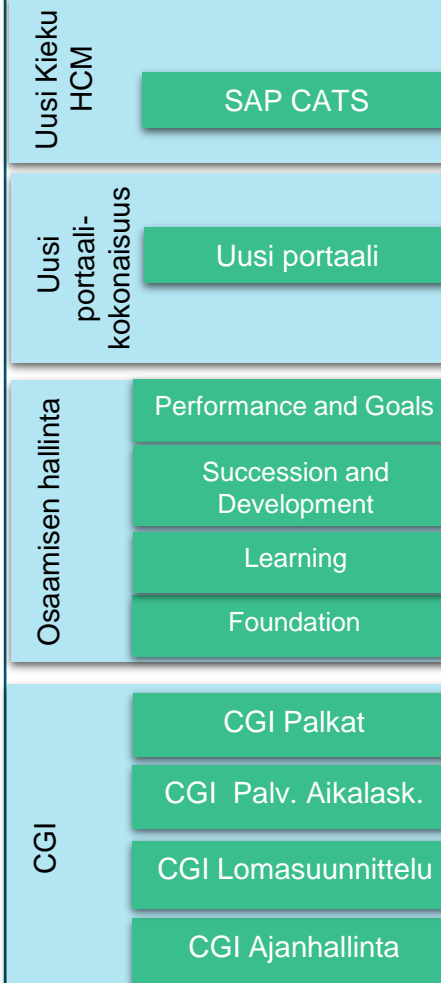 Uusi Kieku
HCM
SAP CATS
Uusi
portaali-
kokonaisuus
Uusi portaali
Osaamisen hallinta
Performance and Goals
Succession and
Development
Learning
Foundation
CGI
CGI Palkat
CGI  Palv. Aikalask.
CGI Lomasuunnittelu
CGI Ajanhallinta